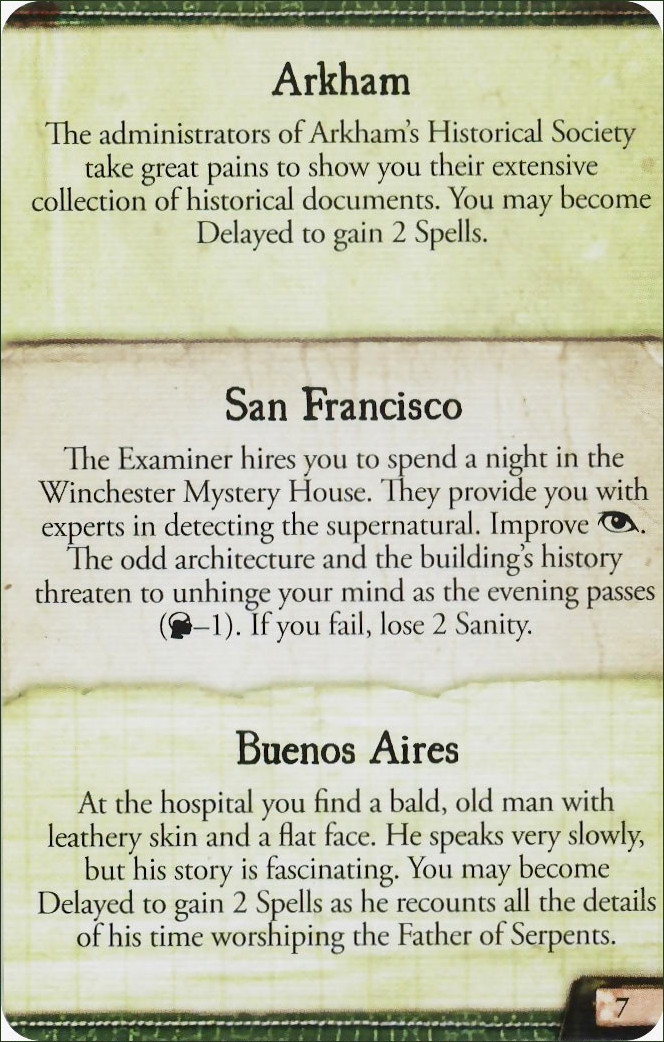 Arkham
The administrators of Arkham's Historical Society
take great pains to show you their extensive
collection of historical documents. You may become
Delayed to gain 2 Spells.
San Francisco
The Examiner hires you to spend a night in the
Winchester Mystery House. They provide you with
experts in detecting the supernatural. Improve .
The odd architecture and the building's history
threaten to unhinge your mind as the evening passes
(–1). If you fail, lose 2 Sanity.
Buenos Aires
At the hospital you find a bald, old man with
leathery skin and a flat face. He speaks very slowly,
but his story is fascinating. You may become
Delayed to gain 2 Spells as he recounts all the details
of his time worshiping the Father of Serpents.
7